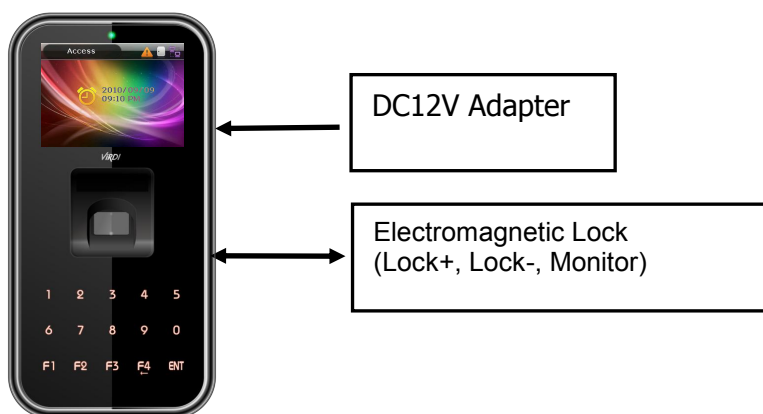 Access
2010/09/09
09:10 PM
ViRDI
1 2 3 4 5
6 7 8 9 0
F1 F2 F3 F4 ENT
←
DC12V Adapter
Electromagnetic Lock
(Lock+, Lock-, Monitor)